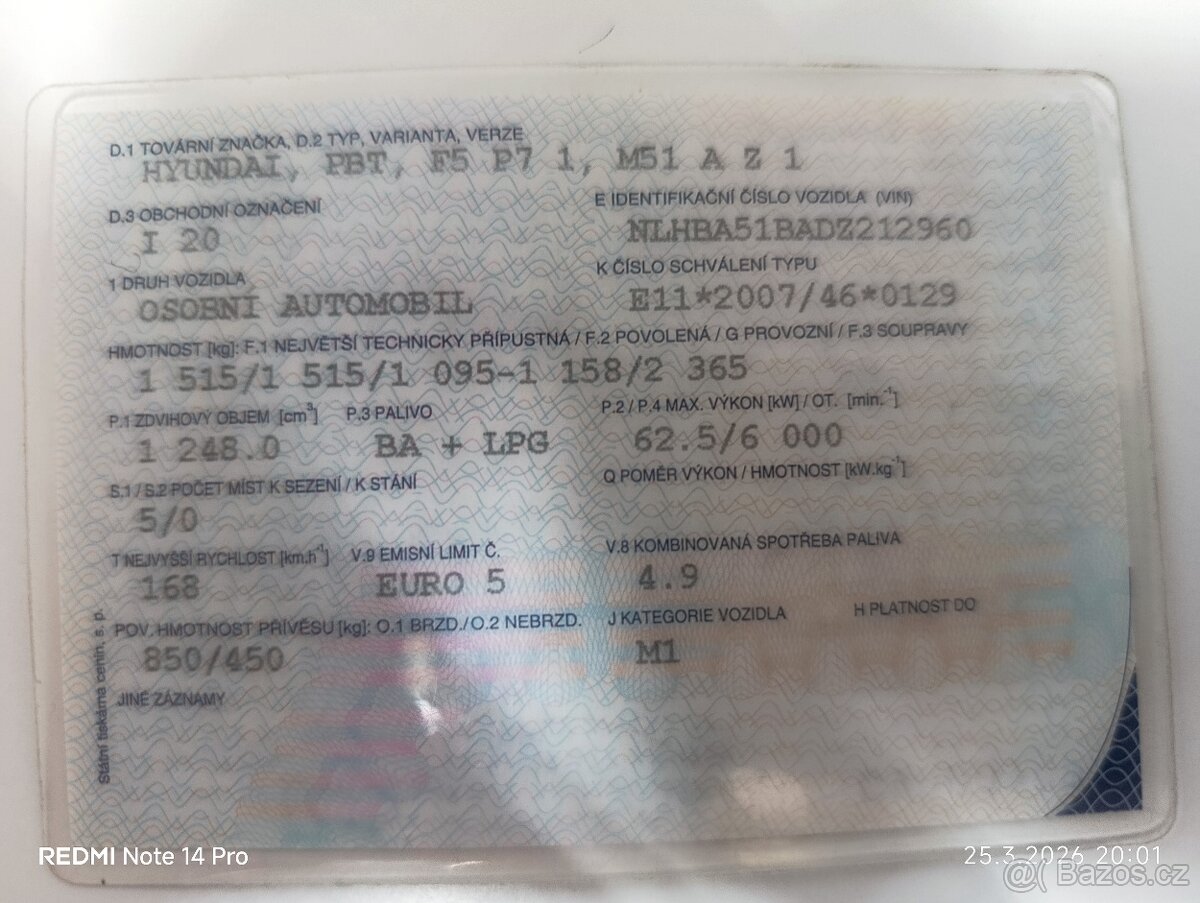 D.1 TOVÁRNÍ ZNAČKA, D.2 TYP, VARIANTA, VERZE
HYUNDAI, PBT, F5 P7 1, M51 A Z 1
D.3 OBCHODNÍ OZNAČENÍ
I 20
E IDENTIFIKAČNÍ ČÍSLO VOZIDLA (VIN)
NLHBA51BADZ212960
1 DRUH VOZIDLA
OSOBNÍ AUTOMOBIL
K ČÍSLO SCHVÁLENÍ TYPU
E11*2007/46*0129
HMOTNOST [kg]: F.1 NEJVĚTŠÍ TECHNICKY PŘÍPUSTNÁ / F.2 POVOLENÁ / G PROVOZNÍ / F.3 SOUPRAVY
1 515/1 515/1 095-1 158/2 365
P.1 ZDVIHOVÝ OBJEM [cm³] P.3 PALIVO
1 248.0 BA + LPG
P.2 / P.4 MAX. VÝKON [kW] / OT. [min.⁻¹]
62.5/6 000
S.1 / S.2 POČET MÍST K SEZENÍ / K STÁNÍ
5/0
Q POMĚR VÝKON / HMOTNOST [kW.kg⁻¹]
T NEJVYŠŠÍ RYCHLOST [km.h⁻¹] V.9 EMISNÍ LIMIT Č.
168 EURO 5
V.8 KOMBINOVANÁ SPOTŘEBA PALIVA
4.9
POV. HMOTNOST PŘÍVĚSU [kg]: O.1 BRZD./O.2 NEBRZD.
850/450
J KATEGORIE VOZIDLA H PLATNOST DO
M1
JINÉ ZÁZNAMY
Státní tiskárna cenin, s. p.
REDMI Note 14 Pro
25.3.2026 20:01
Bazos.cz